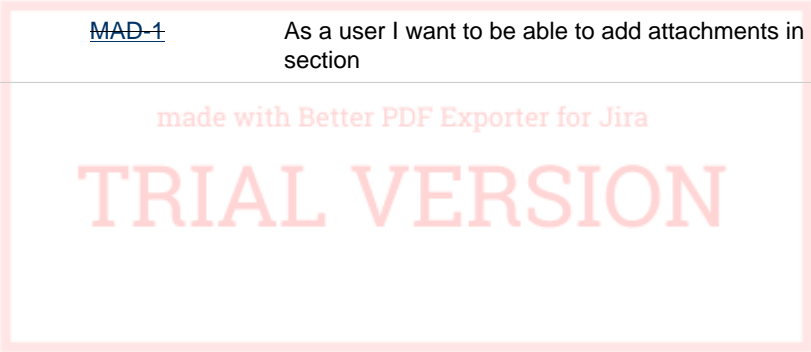 MAD-1 As a user I want to be able to add attachments in
section
made with Better PDF Exporter for Jira
TRIAL VERSION